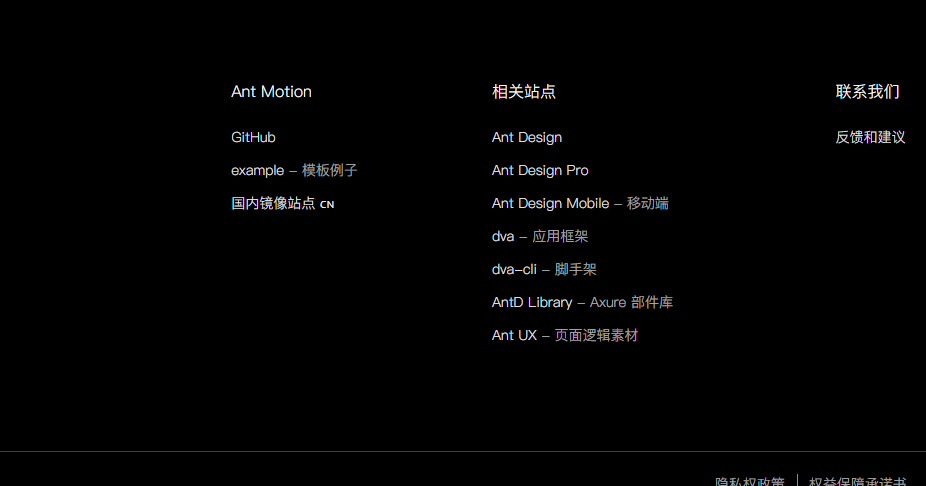 Ant Motion
GitHub
example - 模板例子
国内镜像站点 CN
相关站点
Ant Design
Ant Design Pro
Ant Design Mobile - 移动端
dva - 应用框架
dva-cli - 脚手架
AntD Library - Axure 部件库
Ant UX - 页面逻辑素材
联系我们
反馈和建议
隐私权政策 | 权益保障承诺书